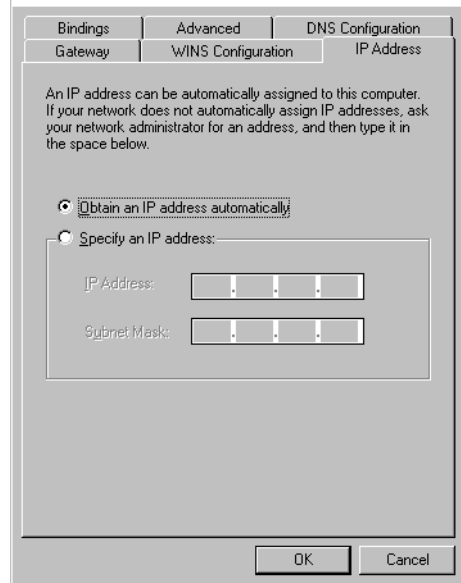 Bindings Advanced DNS Configuration
Gateway WINS Configuration IP Address
An IP address can be automatically assigned to this computer.
If your network does not automatically assign IP addresses, ask
your network administrator for an address, and then type it in
the space below.
Obtain an IP address automatically
Specify an IP address:
IP Address:
. . .
Subnet Mask:
. . .
OK Cancel